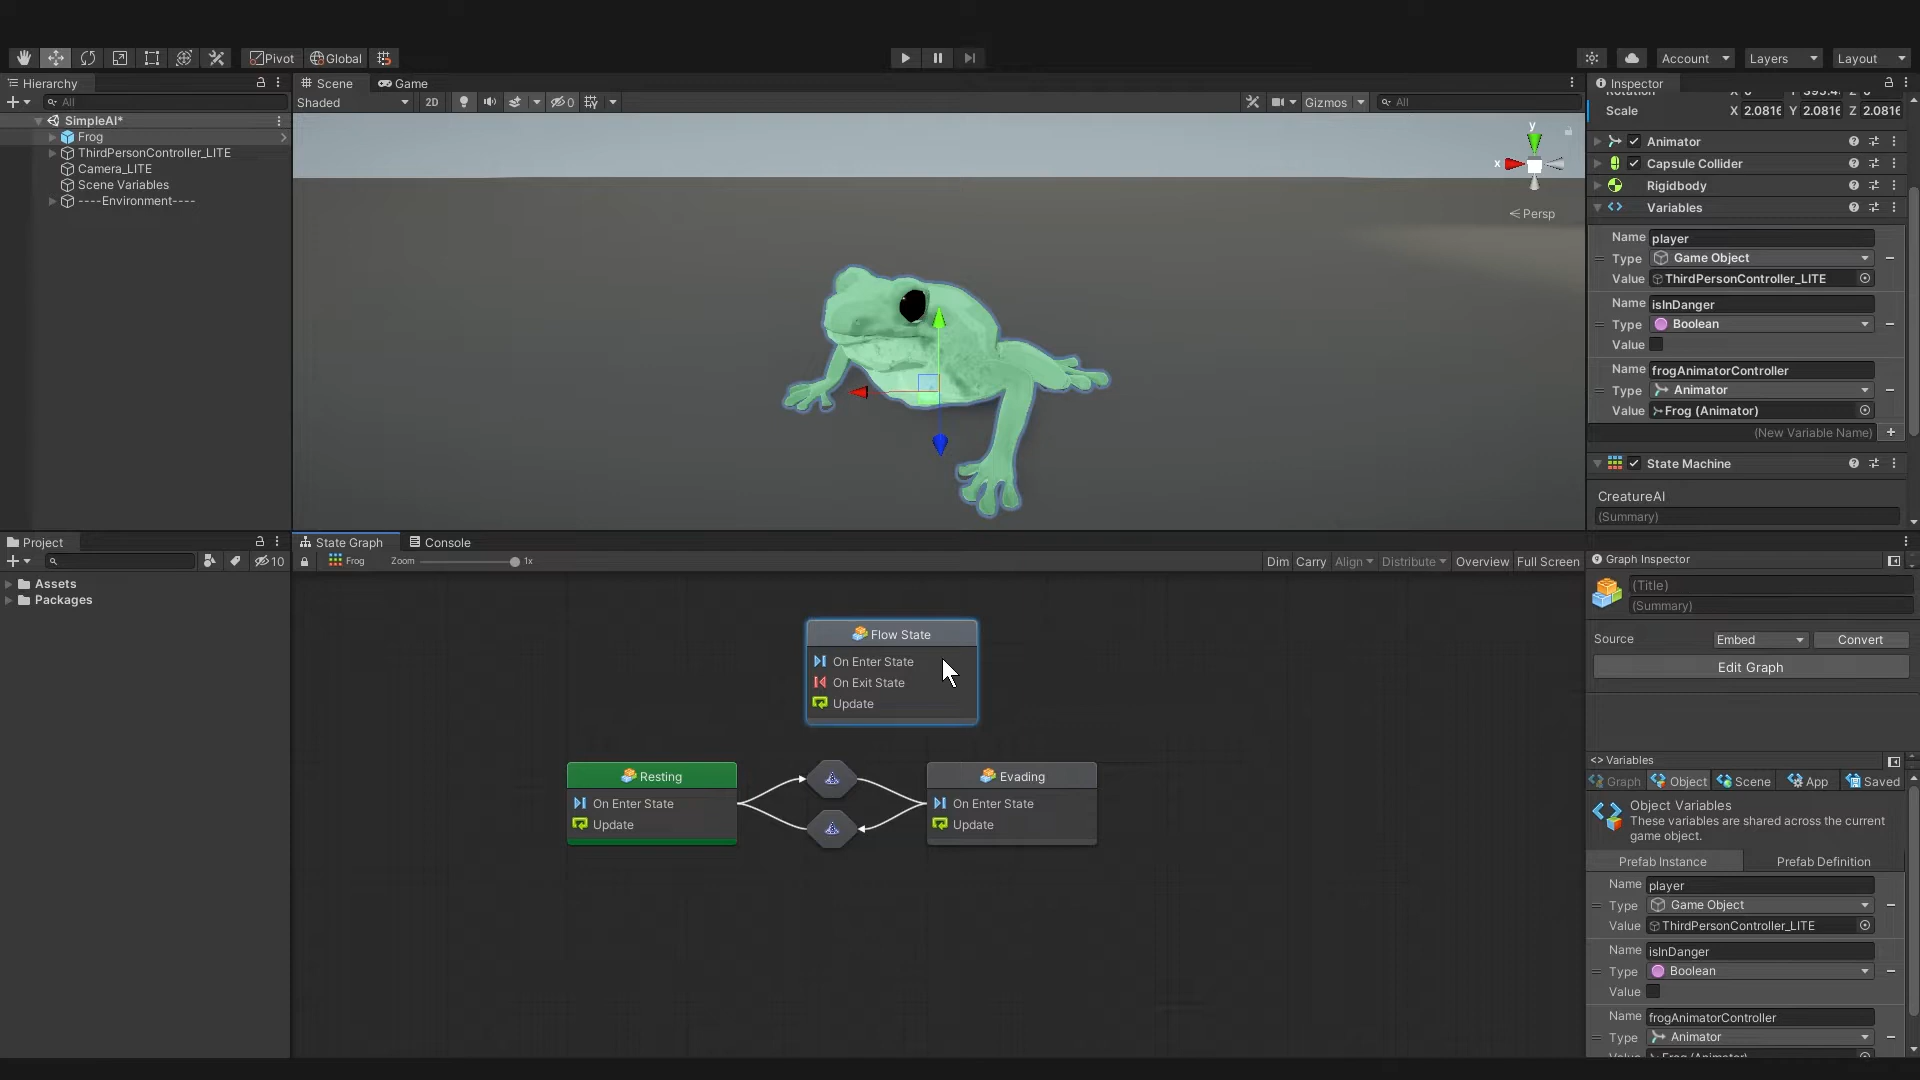 Pivot
Global
Account
Layers
Layout
Hierarchy
Scene
Game
Inspector
All
Shaded
2D
0
Gizmos
All
Scale X 2.0816 Y 2.0816 Z 2.0816
SimpleAI*
Frog
ThirdPersonController_LITE
Camera_LITE
Scene Variables
----Environment----
y
x
< Persp
Animator
Capsule Collider
Rigidbody
Variables
Name player
Type Game Object
Value ThirdPersonController_LITE
Name isInDanger
Type Boolean
Value
Name frogAnimatorController
Type Animator
Value Frog (Animator)
(New Variable Name)
State Machine
CreatureAI
(Summary)
Project
10
Assets
Packages
State Graph
Console
Frog
Zoom
1x
Dim
Carry
Align
Distribute
Overview
Full Screen
Flow State
On Enter State
On Exit State
Update
Resting
On Enter State
Update
Evading
On Enter State
Update
Graph Inspector
(Title)
(Summary)
Source Embed Convert
Edit Graph
<> Variables
Graph
Object
Scene
App
Saved
Object Variables
These variables are shared across the current
game object.
Prefab Instance
Prefab Definition
Name player
Type Game Object
Value ThirdPersonController_LITE
Name isInDanger
Type Boolean
Value
Name frogAnimatorController
Type Animator